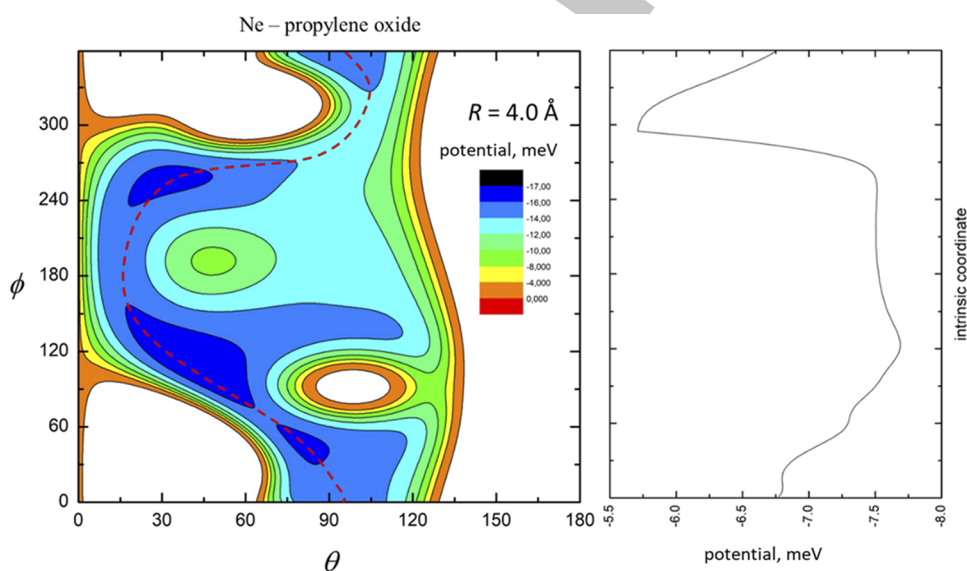 Ne – propylene oxide
R = 4.0 Å
potential, meV
-17,00
-16,00
-14,00
-12,00
-10,00
-8,000
-4,000
0,000
300
240
180
120
60
0
ϕ
0 30 60 90 120 150 180
θ
-5.5 -6.0 -6.5 -7.0 -7.5 -8.0
potential, meV
intrinsic coordinate